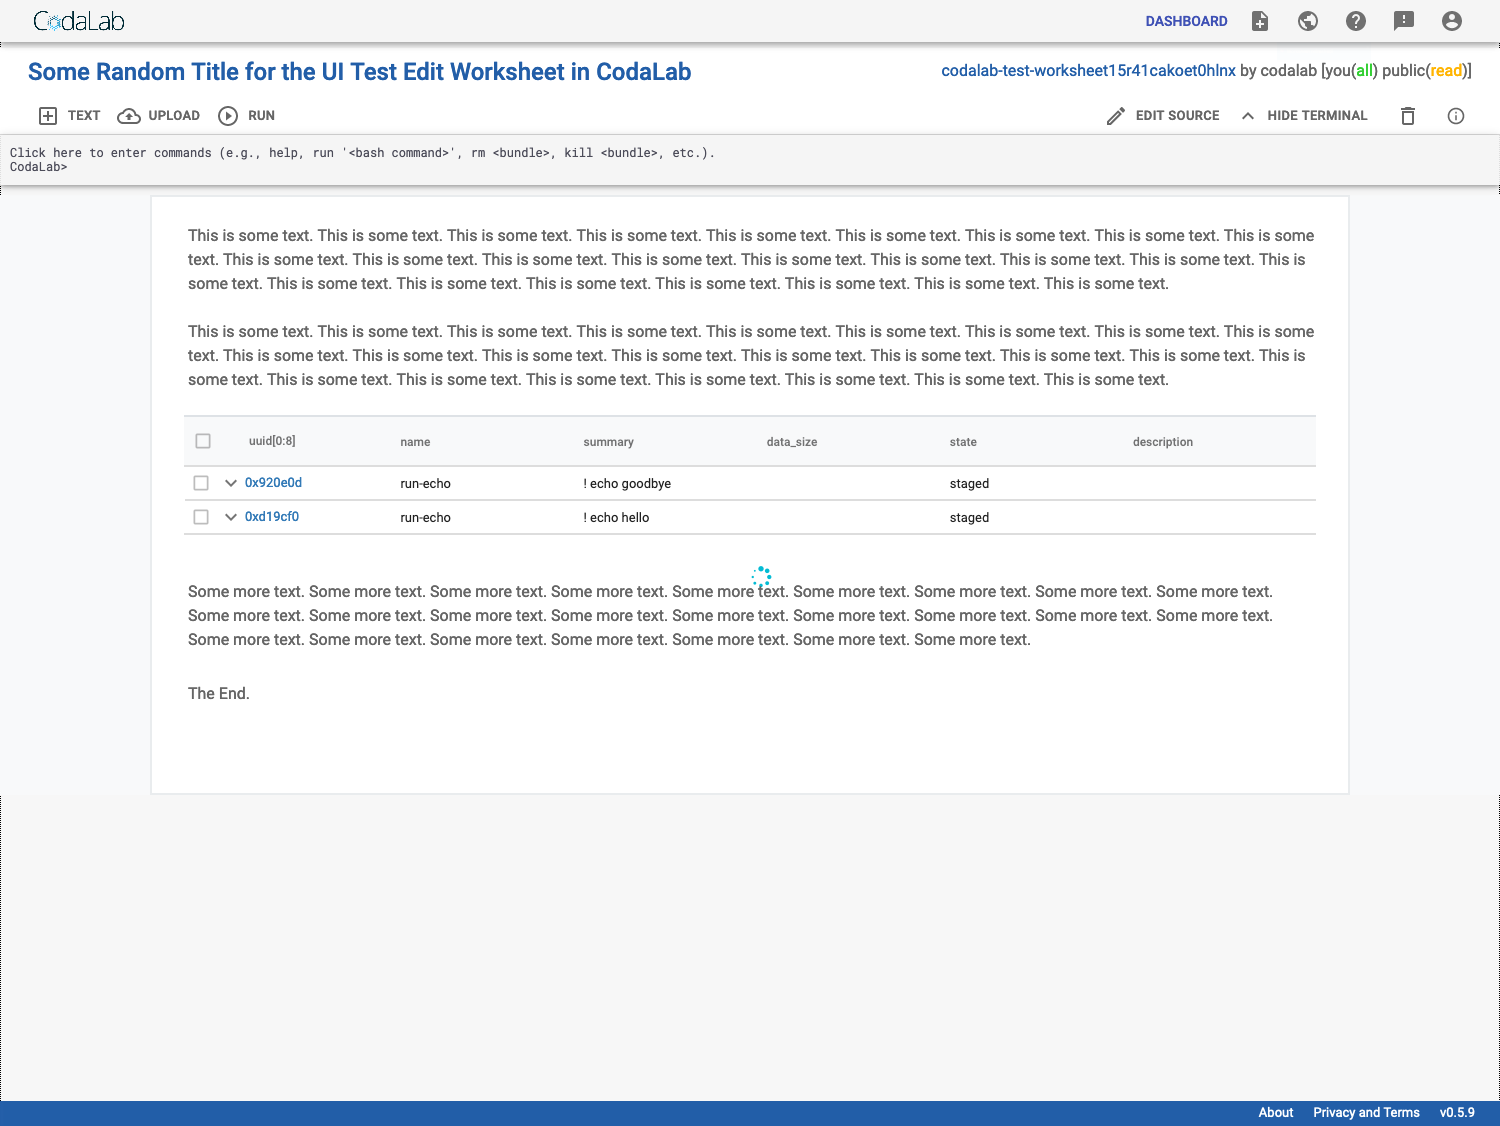 CodaLab
DASHBOARD
Some Random Title for the UI Test Edit Worksheet in CodaLab
codalab-test-worksheet15r41cakoet0hlnx by codalab [you(all) public(read)]
TEXT UPLOAD RUN
EDIT SOURCE HIDE TERMINAL
Click here to enter commands (e.g., help, run '<bash command>', rm <bundle>, kill <bundle>, etc.).
CodaLab>
This is some text. This is some text. This is some text. This is some text. This is some text. This is some text. This is some text. This is some text. This is some
text. This is some text. This is some text. This is some text. This is some text. This is some text. This is some text. This is some text. This is some text. This is
some text. This is some text. This is some text. This is some text. This is some text. This is some text. This is some text. This is some text.
This is some text. This is some text. This is some text. This is some text. This is some text. This is some text. This is some text. This is some text. This is some
text. This is some text. This is some text. This is some text. This is some text. This is some text. This is some text. This is some text. This is some text. This is
some text. This is some text. This is some text. This is some text. This is some text. This is some text. This is some text. This is some text.
uuid[0:8] name summary data_size state description
0x920e0d run-echo ! echo goodbye staged
0xd19cf0 run-echo ! echo hello staged
Some more text. Some more text. Some more text. Some more text. Some more text. Some more text. Some more text. Some more text. Some more text.
Some more text. Some more text. Some more text. Some more text. Some more text. Some more text. Some more text. Some more text. Some more text.
Some more text. Some more text. Some more text. Some more text. Some more text. Some more text. Some more text.
The End.
About Privacy and Terms v0.5.9